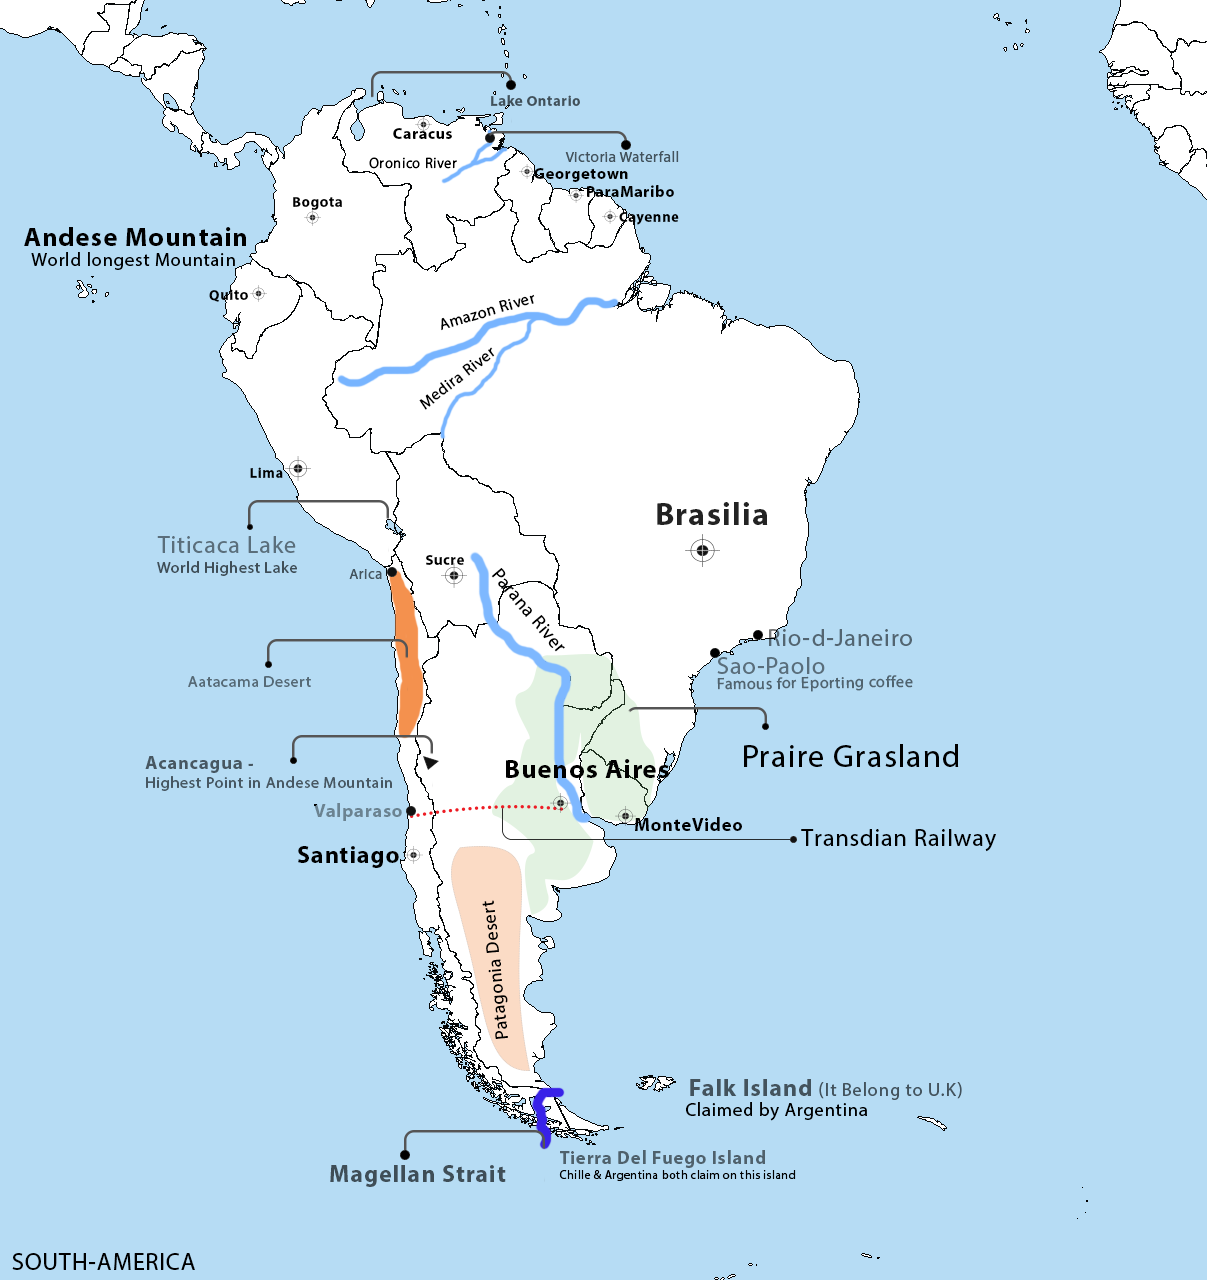 Lake Ontario
Caracus
Victoria Waterfall
Oronico River
Georgetown
ParaMaribo
Bogota
Cayenne
Andese Mountain
World longest Mountain
Quito
Amazon River
Medira River
Lima
Brasilia
Titicaca Lake
World Highest Lake
Sucre
Arica
Parana River
Rio-d-Janeiro
Sao-Paolo
Famous for Eporting coffee
Aatacama Desert
Praire Grasland
Acancagua -
Highest Point in Andese Mountain
Buenos Aires
Valparaso
MonteVideo
Transdian Railway
Santiago
Patagonia Desert
Falk Island (It Belong to U.K)
Claimed by Argentina
Magellan Strait
Tierra Del Fuego Island
Chille & Argentina both claim on this island
SOUTH-AMERICA